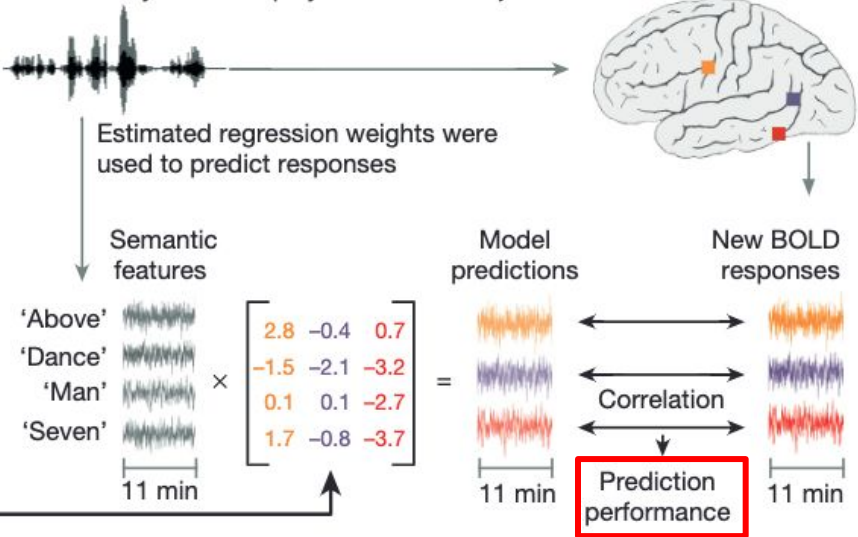 Estimated regression weights were
used to predict responses
Semantic
features
Model
predictions
New BOLD
responses
'Above'
'Dance'
'Man'
'Seven'
×
2.8 −0.4 0.7
−1.5 −2.1 −3.2
0.1 0.1 −2.7
1.7 −0.8 −3.7
=
Correlation
11 min
11 min
Prediction
performance
11 min